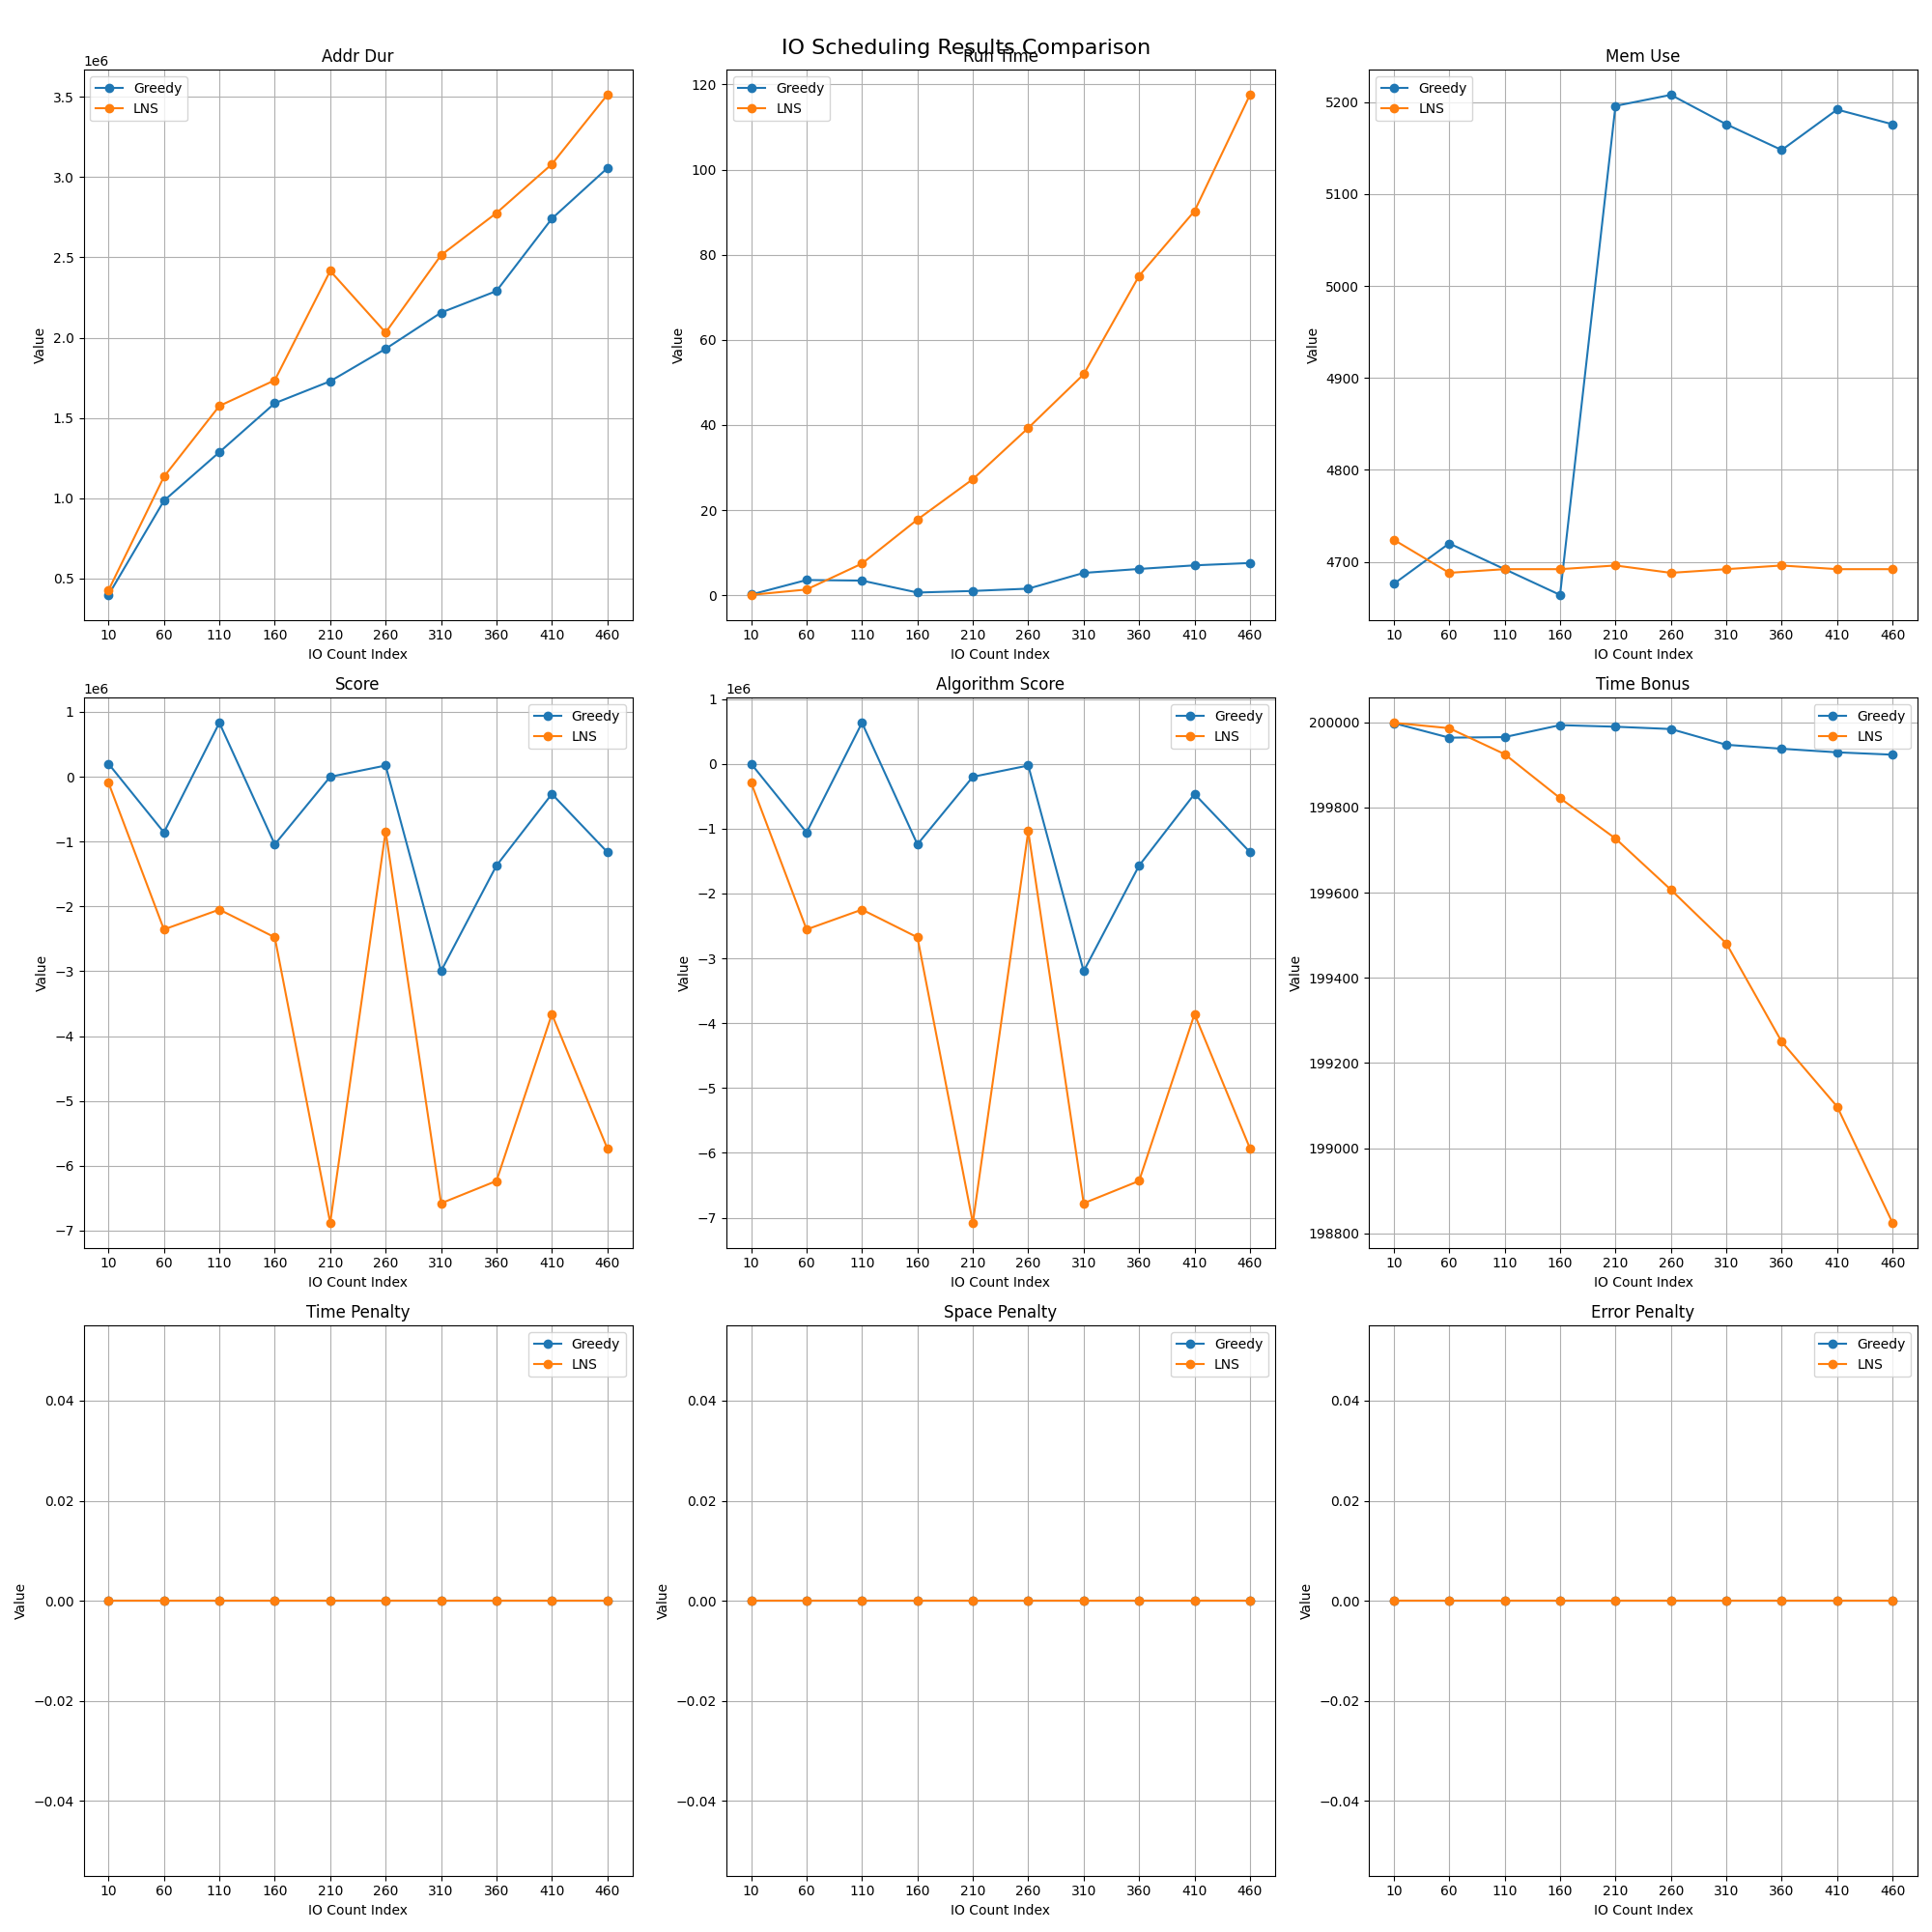 IO Scheduling Results Comparison
Addr Dur
1e6
Greedy
LNS
3.5
3.0
2.5
2.0
1.5
1.0
0.5
Value
10 60 110 160 210 260 310 360 410 460
IO Count Index
Run Time
Greedy
LNS
120
100
80
60
40
20
0
Value
10 60 110 160 210 260 310 360 410 460
IO Count Index
Mem Use
Greedy
LNS
5200
5100
5000
4900
4800
4700
Value
10 60 110 160 210 260 310 360 410 460
IO Count Index
Score
1e6
Greedy
LNS
1
0
−1
−2
−3
−4
−5
−6
−7
Value
10 60 110 160 210 260 310 360 410 460
IO Count Index
Algorithm Score
1e6
Greedy
LNS
1
0
−1
−2
−3
−4
−5
−6
−7
Value
10 60 110 160 210 260 310 360 410 460
IO Count Index
Time Bonus
Greedy
LNS
200000
199800
199600
199400
199200
199000
198800
Value
10 60 110 160 210 260 310 360 410 460
IO Count Index
Time Penalty
Greedy
LNS
0.04
0.02
0.00
−0.02
−0.04
Value
10 60 110 160 210 260 310 360 410 460
IO Count Index
Space Penalty
Greedy
LNS
0.04
0.02
0.00
−0.02
−0.04
Value
10 60 110 160 210 260 310 360 410 460
IO Count Index
Error Penalty
Greedy
LNS
0.04
0.02
0.00
−0.02
−0.04
Value
10 60 110 160 210 260 310 360 410 460
IO Count Index